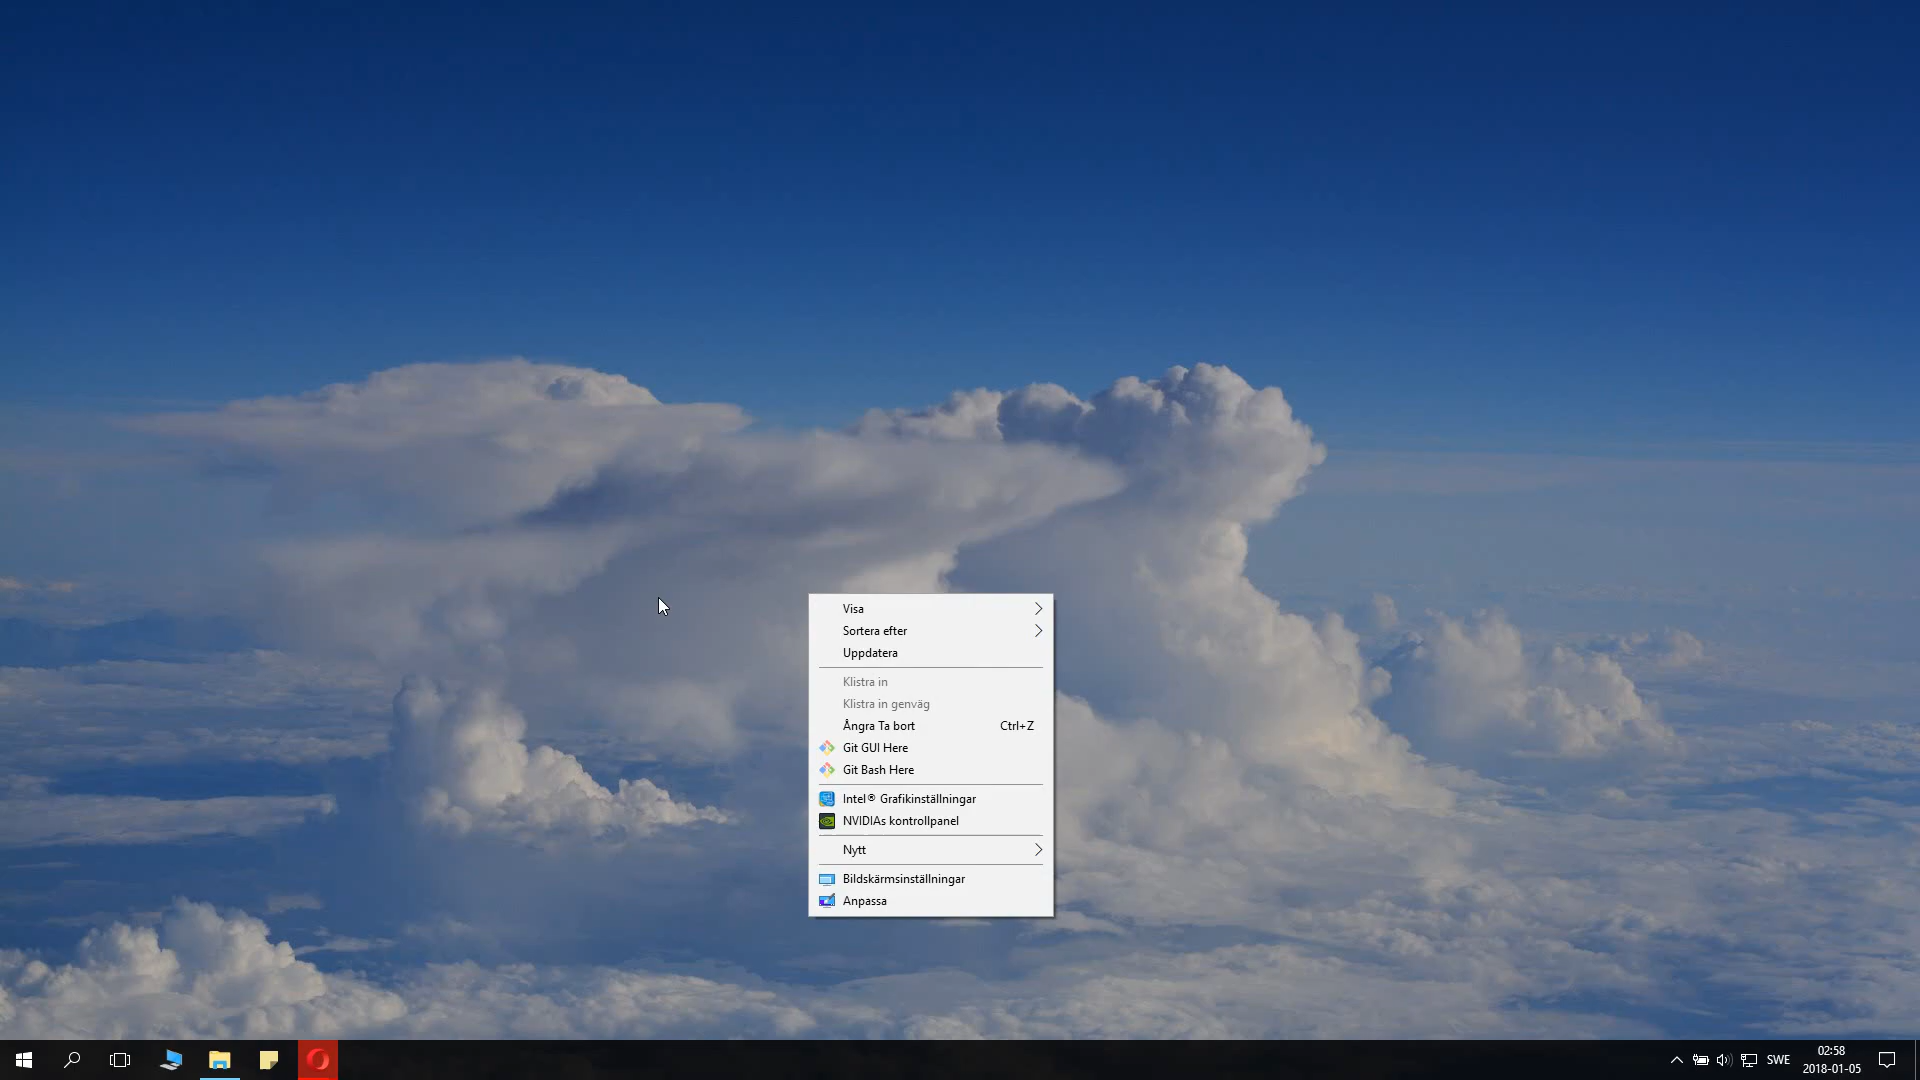 Visa
Sortera efter
Uppdatera
Klistra in
Klistra in genväg
Ångra Ta bort Ctrl+Z
Git GUI Here
Git Bash Here
Intel® Grafikinställningar
NVIDIAs kontrollpanel
Nytt
Bildskärmsinställningar
Anpassa
SWE
02:58
2018-01-05